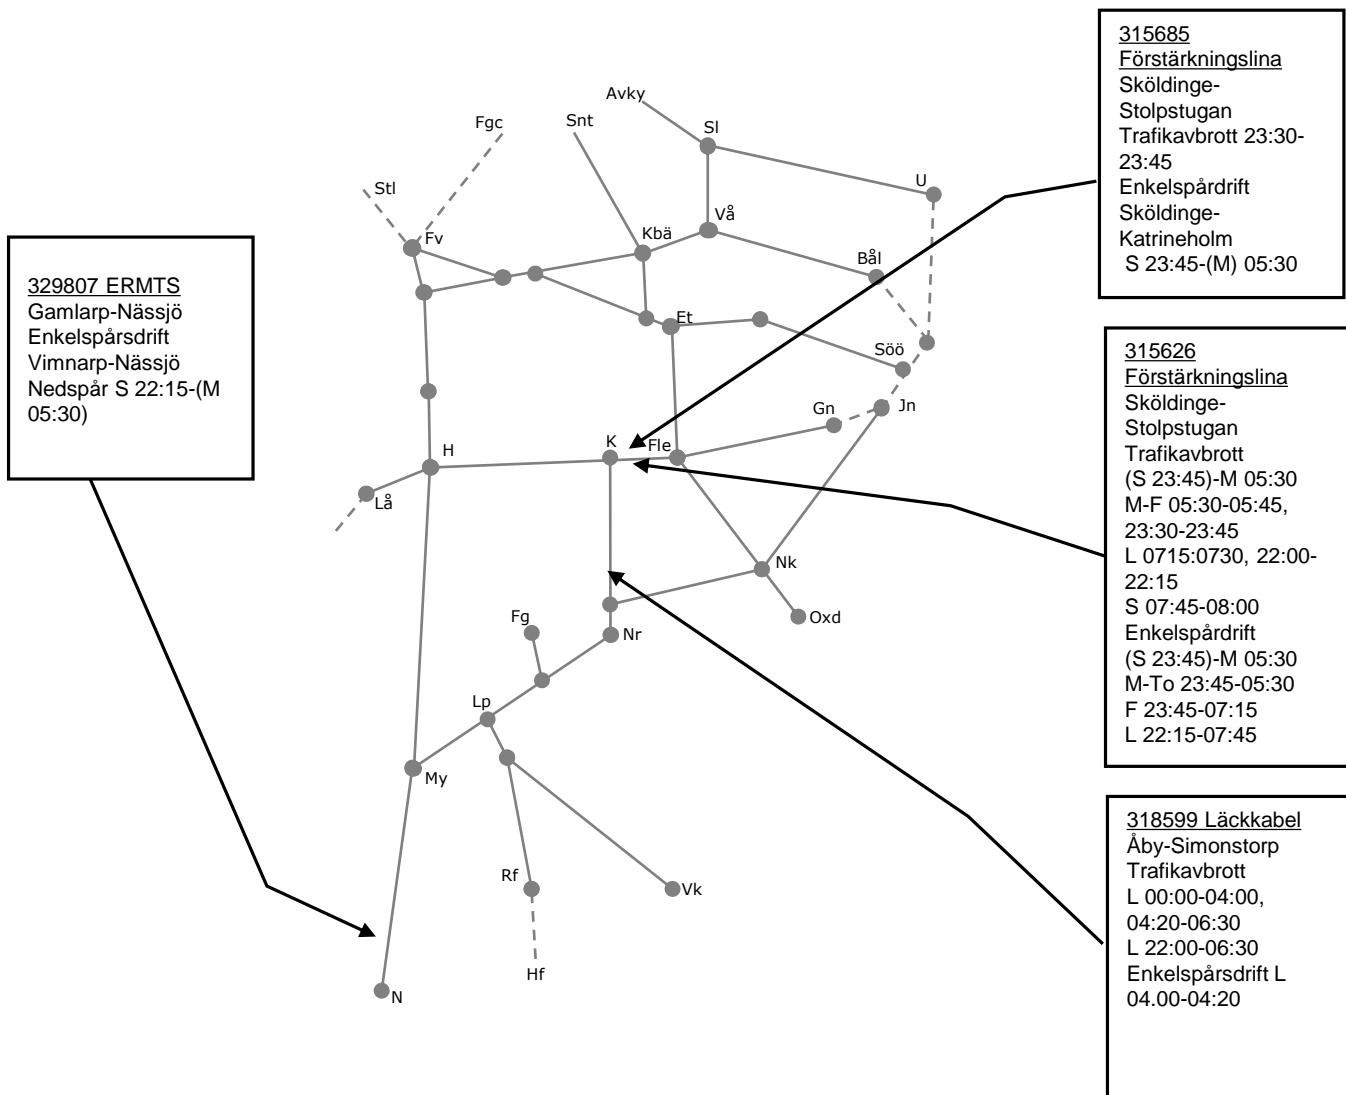 315685
Förstärkningslina
Sköldinge-
Stolpstugan
Trafikavbrott 23:30-
23:45
Enkelspårdrift
Sköldinge-
Katrineholm
S 23:45-(M) 05:30
Avky
Fgc
Snt
Sl
Stl
U
Fv
Kbä
Vå
Bål
329807 ERMTS
Gamlarp-Nässjö
Enkelspårsdrift
Vimnarp-Nässjö
Nedspår S 22:15-(M
05:30)
Et
Söö
Gn
Jn
H
K
Fle
Lå
315626
Förstärkningslina
Sköldinge-
Stolpstugan
Trafikavbrott
(S 23:45)-M 05:30
M-F 05:30-05:45,
23:30-23:45
L 0715:0730, 22:00-
22:15
S 07:45-08:00
Enkelspårdrift
(S 23:45)-M 05:30
M-To 23:45-05:30
F 23:45-07:15
L 22:15-07:45
Nk
Oxd
Fg
Nr
Lp
My
Rf
Vk
Hf
N
318599 Läckkabel
Åby-Simonstorp
Trafikavbrott
L 00:00-04:00,
04:20-06:30
L 22:00-06:30
Enkelspårsdrift L
04.00-04:20